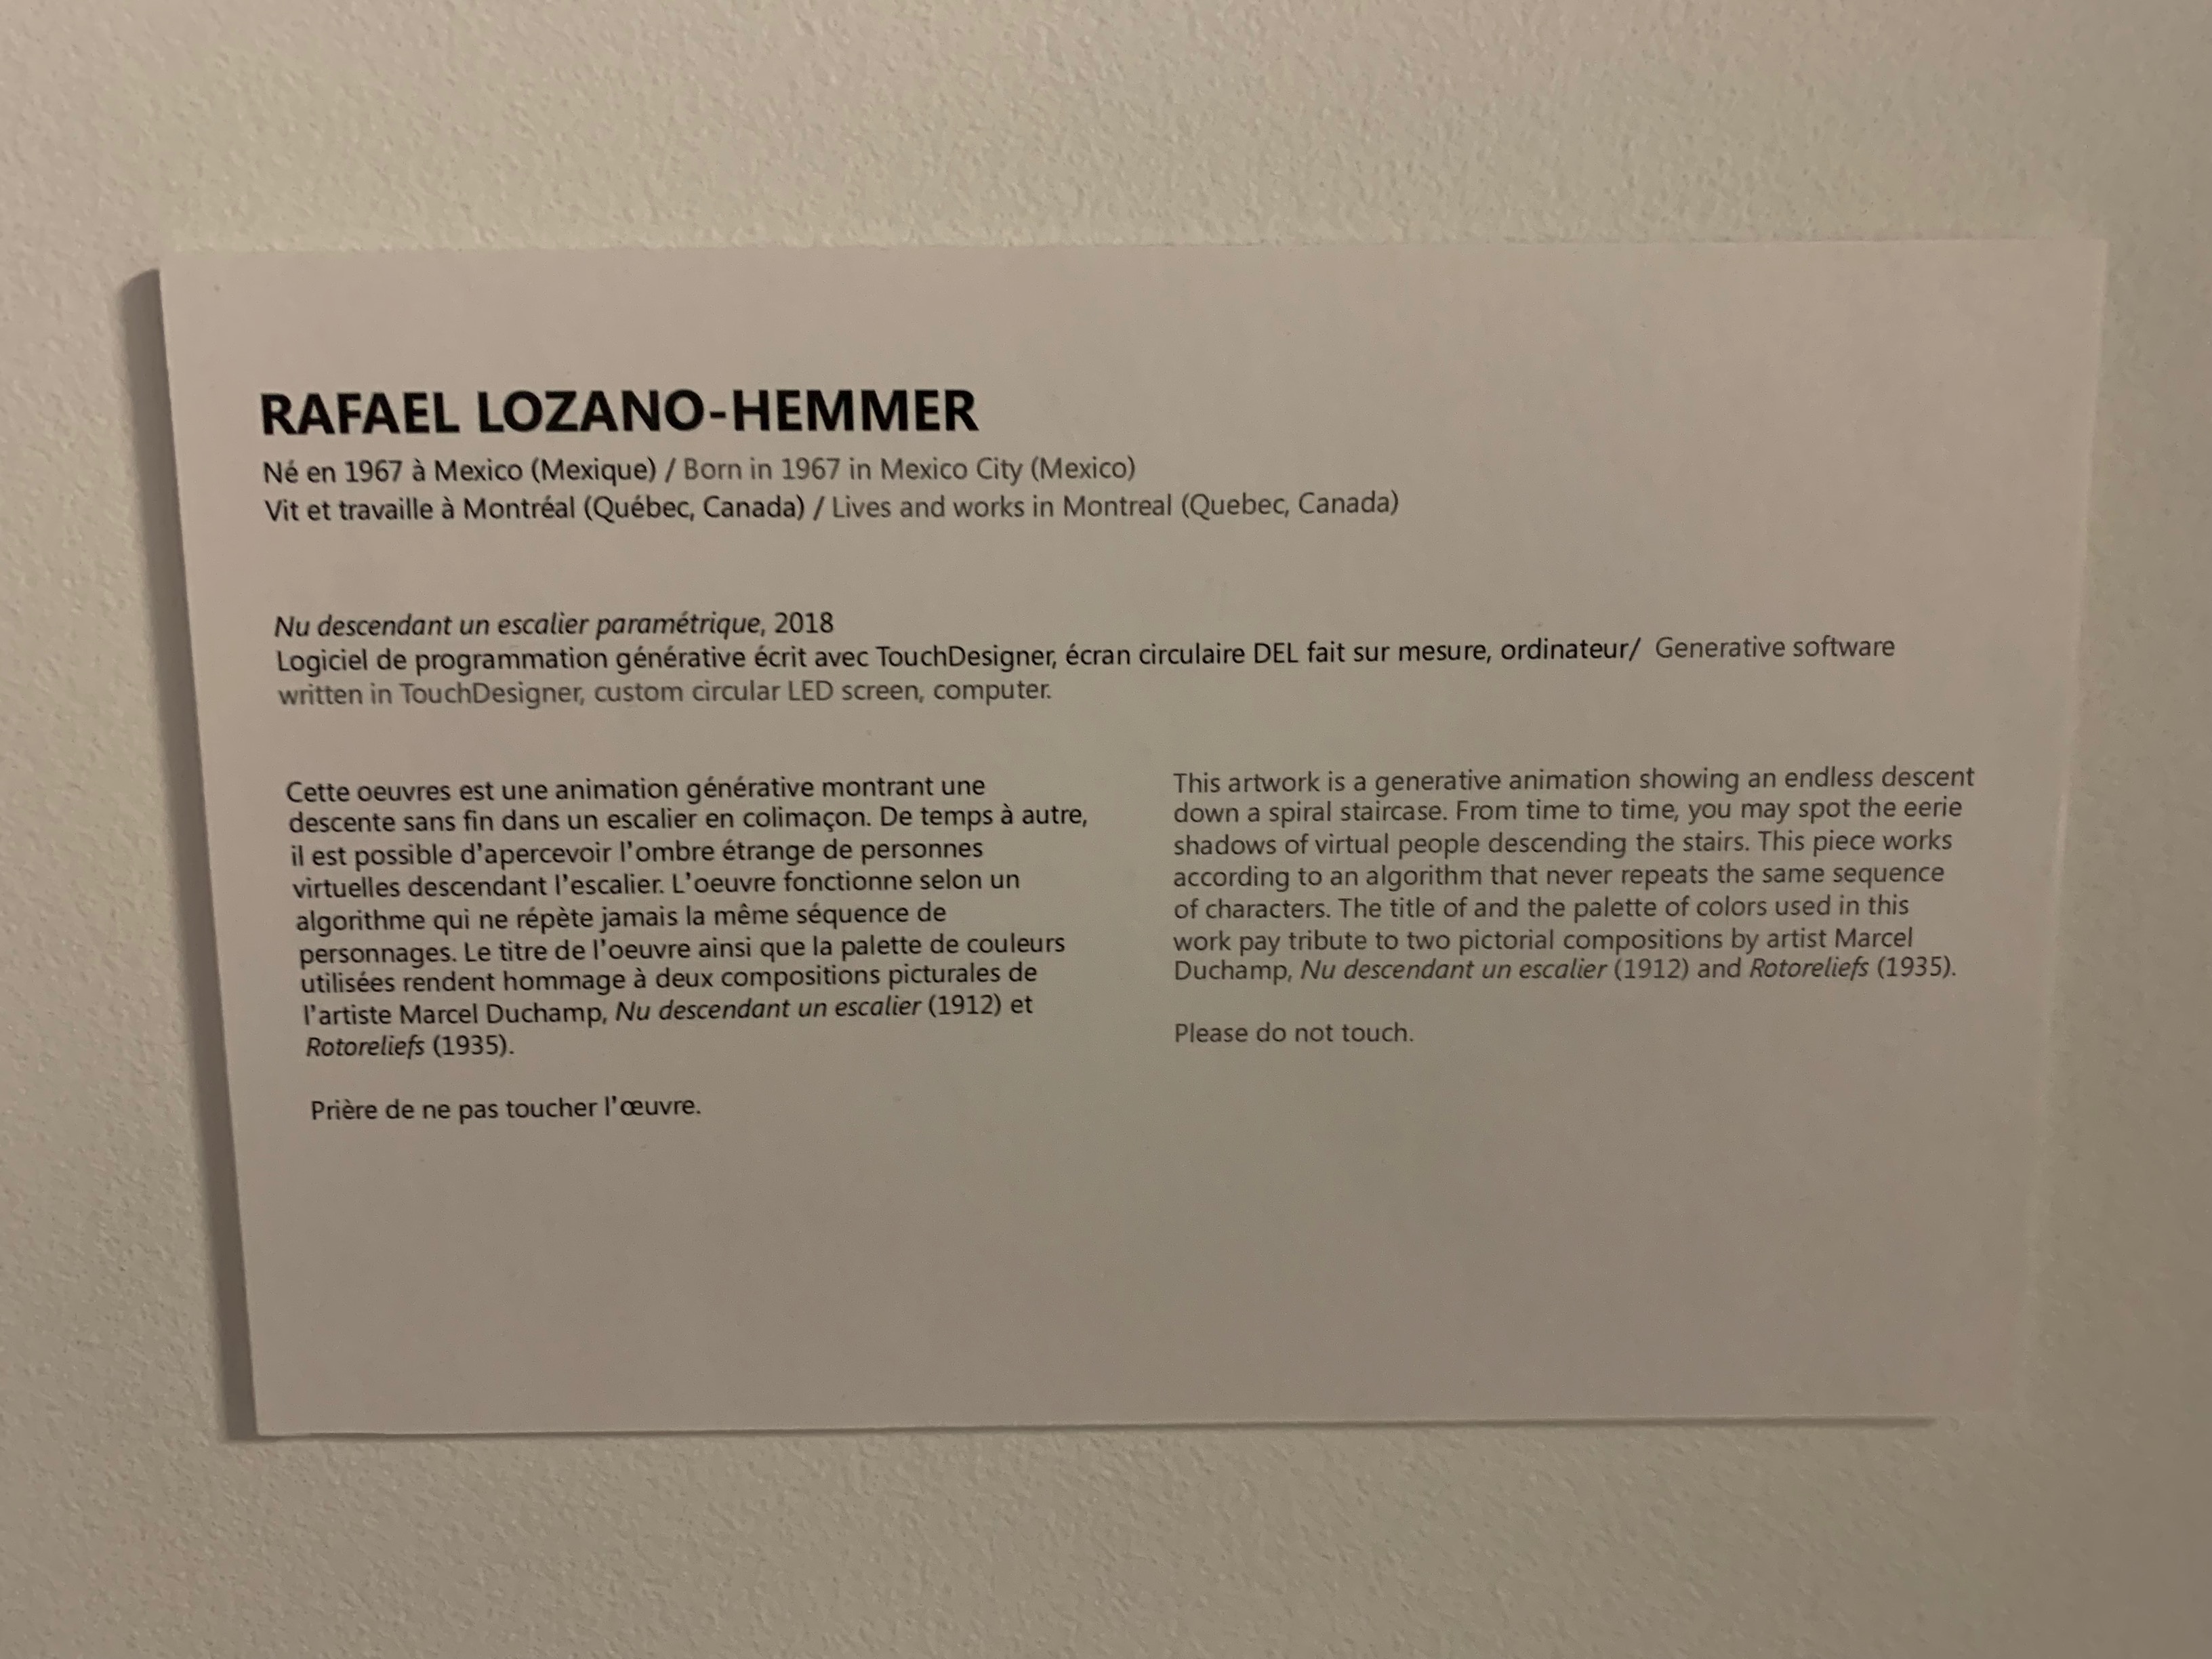 RAFAEL LOZANO-HEMMER
Né en 1967 à Mexico (Mexique) / Born in 1967 in Mexico City (Mexico)
Vit et travaille à Montréal (Québec, Canada) / Lives and works in Montreal (Quebec, Canada)
Nu descendant un escalier paramétrique, 2018
Logiciel de programmation générative écrit avec TouchDesigner, écran circulaire DEL fait sur mesure, ordinateur/ Generative software
written in TouchDesigner, custom circular LED screen, computer.
Cette oeuvres est une animation générative montrant une
descente sans fin dans un escalier en colimaçon. De temps à autre,
il est possible d'apercevoir l'ombre étrange de personnes
virtuelles descendant l'escalier. L'oeuvre fonctionne selon un
algorithme qui ne répète jamais la même séquence de
personnages. Le titre de l'oeuvre ainsi que la palette de couleurs
utilisées rendent hommage à deux compositions picturales de
l'artiste Marcel Duchamp, Nu descendant un escalier (1912) et
Rotoreliefs (1935).
Prière de ne pas toucher l'œuvre.
This artwork is a generative animation showing an endless descent
down a spiral staircase. From time to time, you may spot the eerie
shadows of virtual people descending the stairs. This piece works
according to an algorithm that never repeats the same sequence
of characters. The title of and the palette of colors used in this
work pay tribute to two pictorial compositions by artist Marcel
Duchamp, Nu descendant un escalier (1912) and Rotoreliefs (1935).
Please do not touch.